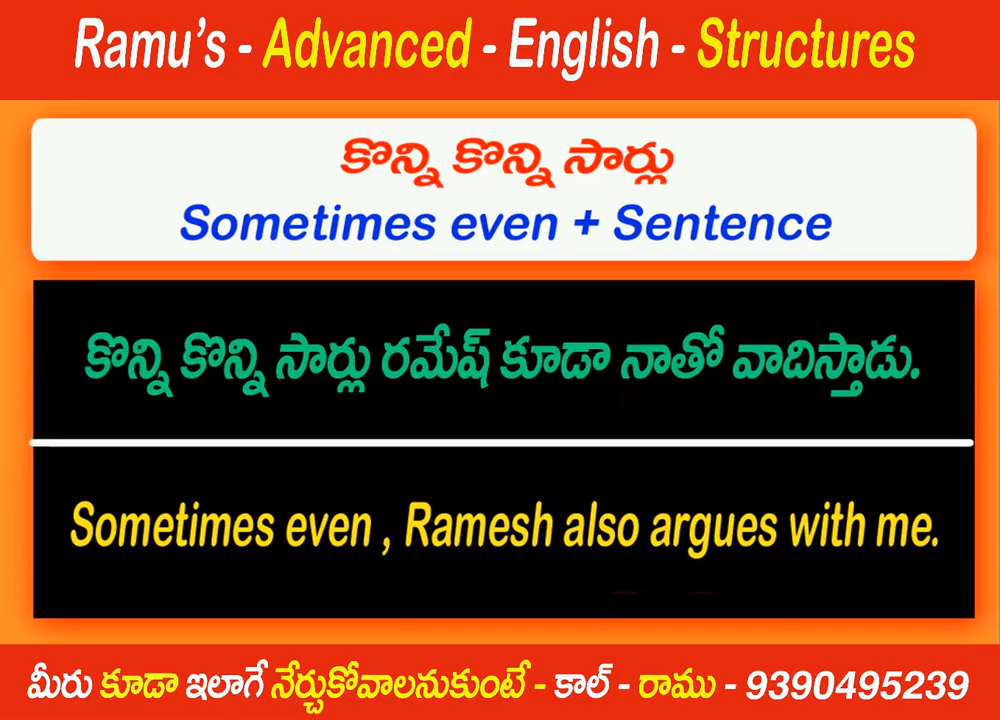 Ramu's - Advanced - English - Structures
కొన్ని కొన్ని సార్లు
Sometimes even + Sentence
కొన్ని కొన్ని సార్లు రమేష్ కూడా నాతో వాదిస్తాడు.
Sometimes even , Ramesh also argues with me.
మీరు కూడా ఇలాగే నేర్చుకోవాలనుకుంటే - కాల్ - రాము - 9390495239